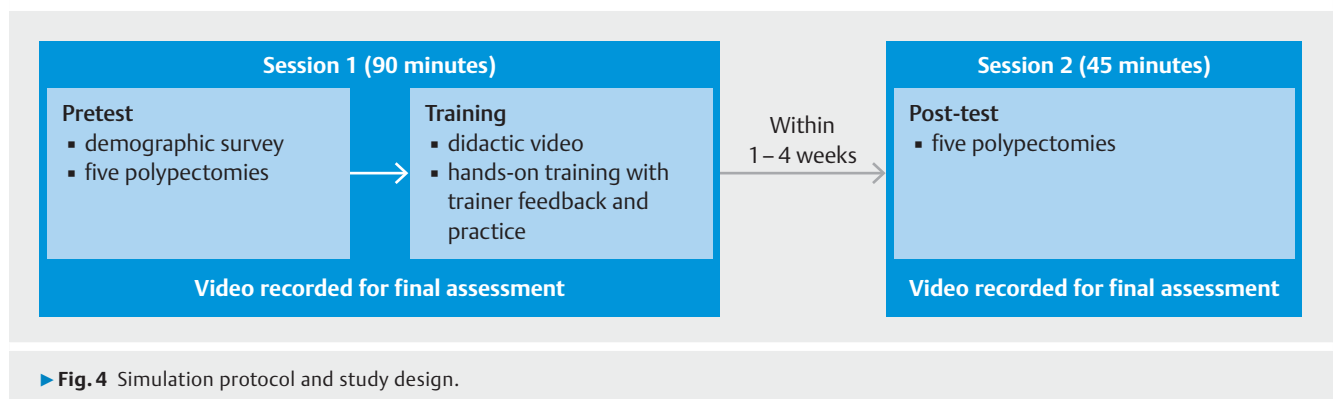 Session 1 (90 minutes)
Pretest
▪ demographic survey
▪ five polypectomies
Training
▪ didactic video
▪ hands-on training with
trainer feedback and
practice
Video recorded for final assessment
Within
1 – 4 weeks
Session 2 (45 minutes)
Post-test
▪ five polypectomies
Video recorded for final assessment
▶ Fig. 4 Simulation protocol and study design.